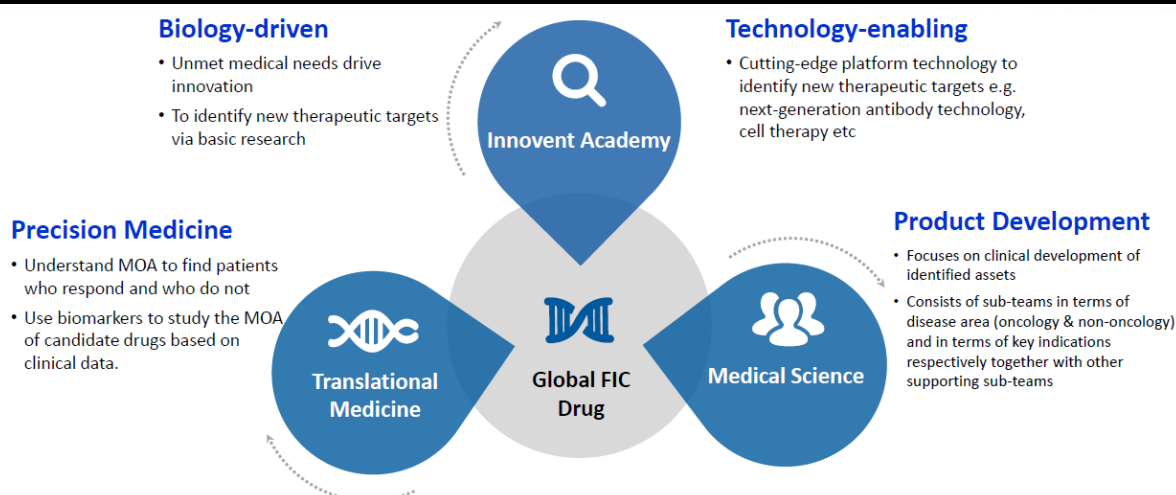 Biology-driven
• Unmet medical needs drive
innovation
• To identify new therapeutic targets
via basic research
Innovent Academy
Technology-enabling
• Cutting-edge platform technology to
identify new therapeutic targets e.g.
next-generation antibody technology,
cell therapy etc
Precision Medicine
• Understand MOA to find patients
who respond and who do not
• Use biomarkers to study the MOA
of candidate drugs based on
clinical data.
Translational
Medicine
Global FIC
Drug
Medical Science
Product Development
• Focuses on clinical development of
identified assets
• Consists of sub-teams in terms of
disease area (oncology & non-oncology)
and in terms of key indications
respectively together with other
supporting sub-teams